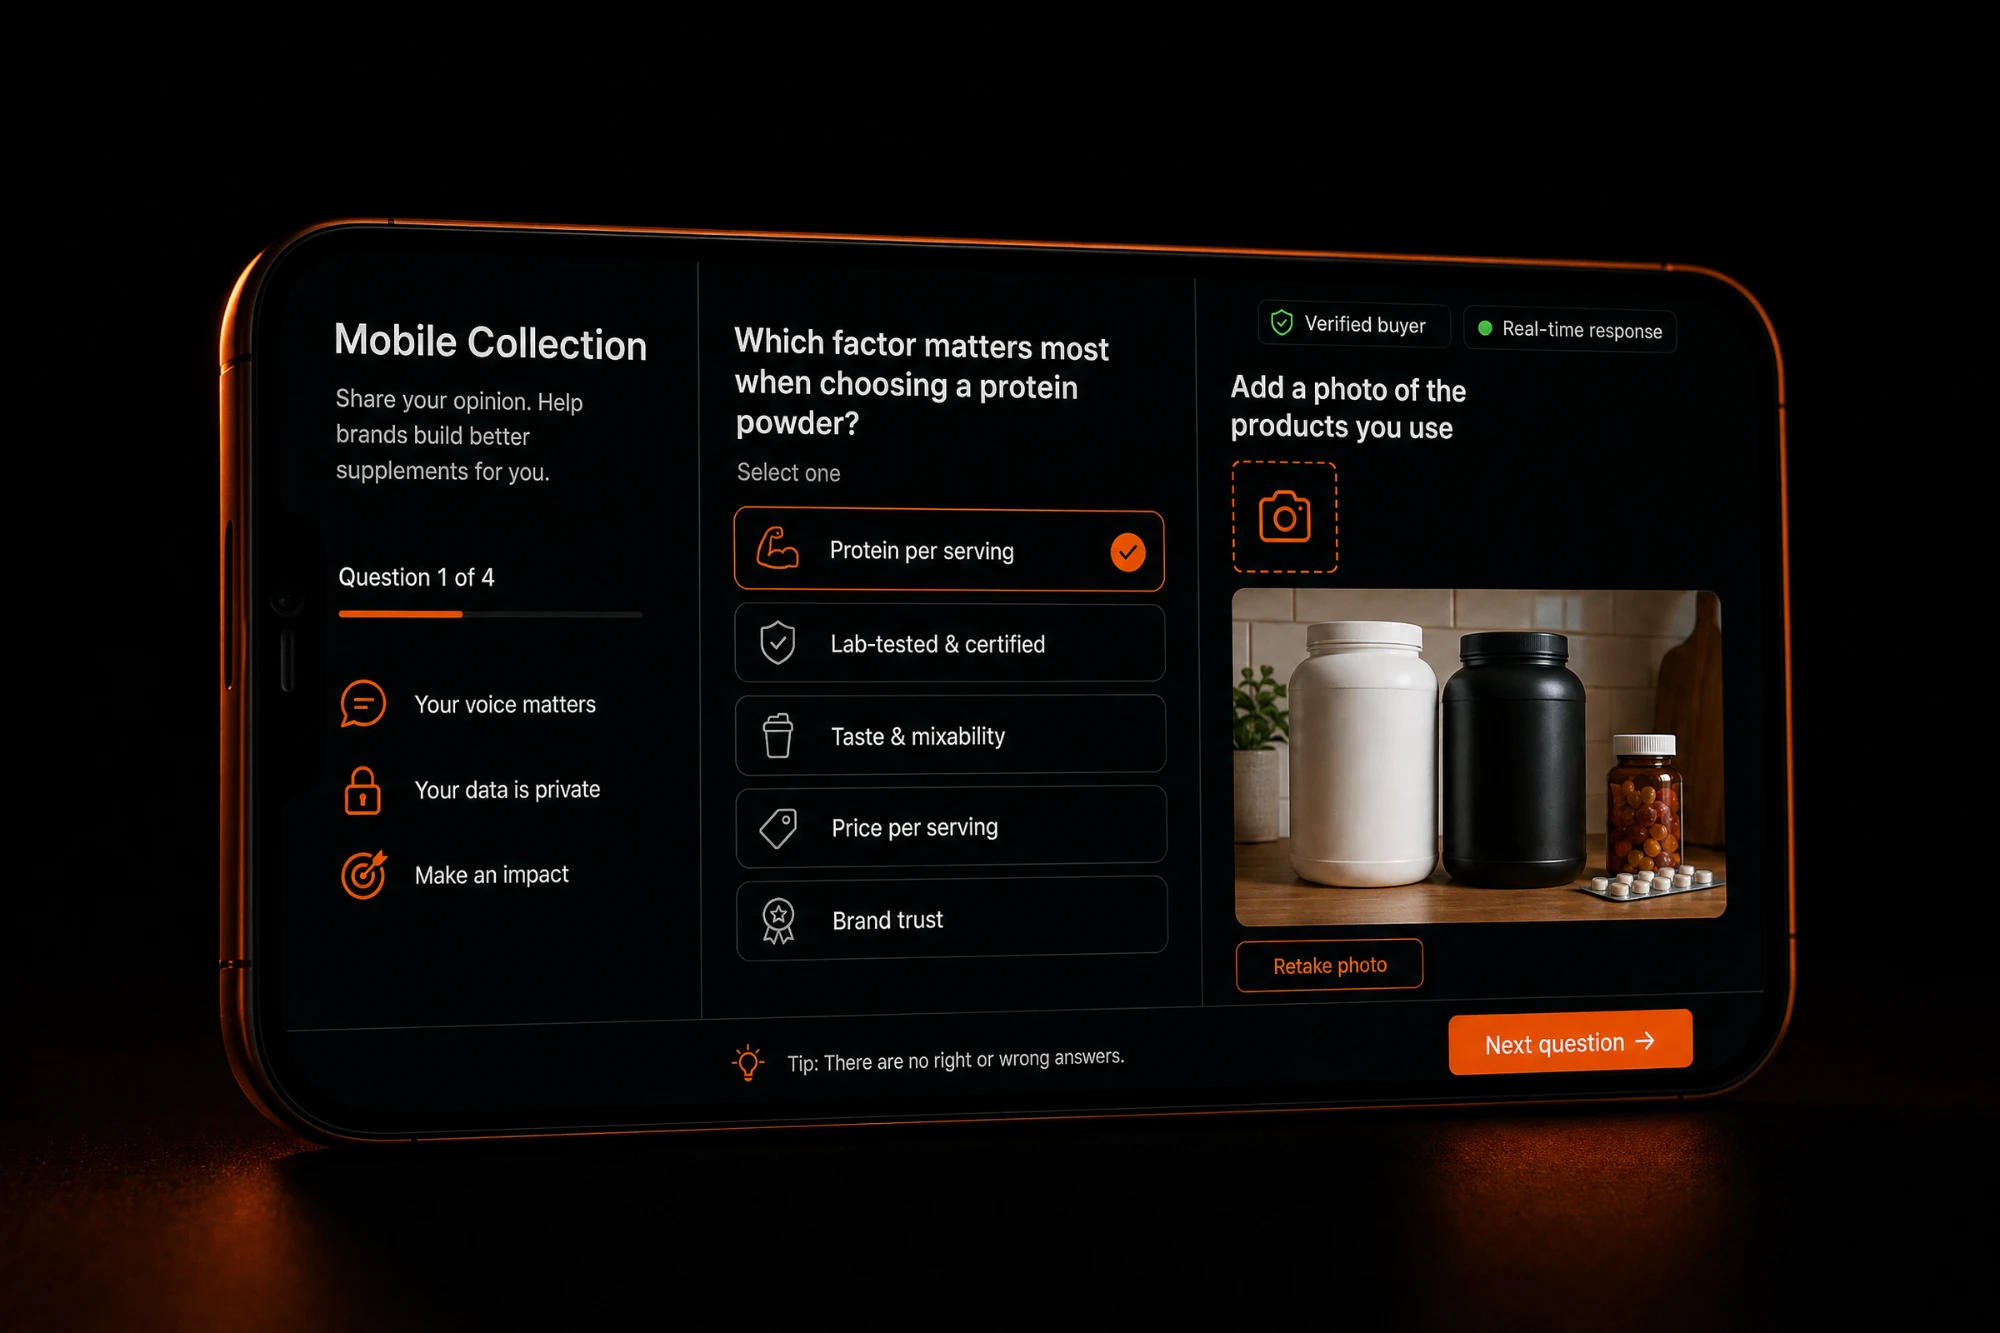 Mobile Collection
Share your opinion. Help
brands build better
supplements for you.
Question 1 of 4
Your voice matters
Your data is private
Make an impact
Which factor matters most
when choosing a protein
powder?
Select one
Protein per serving
Lab-tested & certified
Taste & mixability
Price per serving
Brand trust
Verified buyer
Real-time response
Add a photo of the
products you use
Retake photo
Tip: There are no right or wrong answers.
Next question →